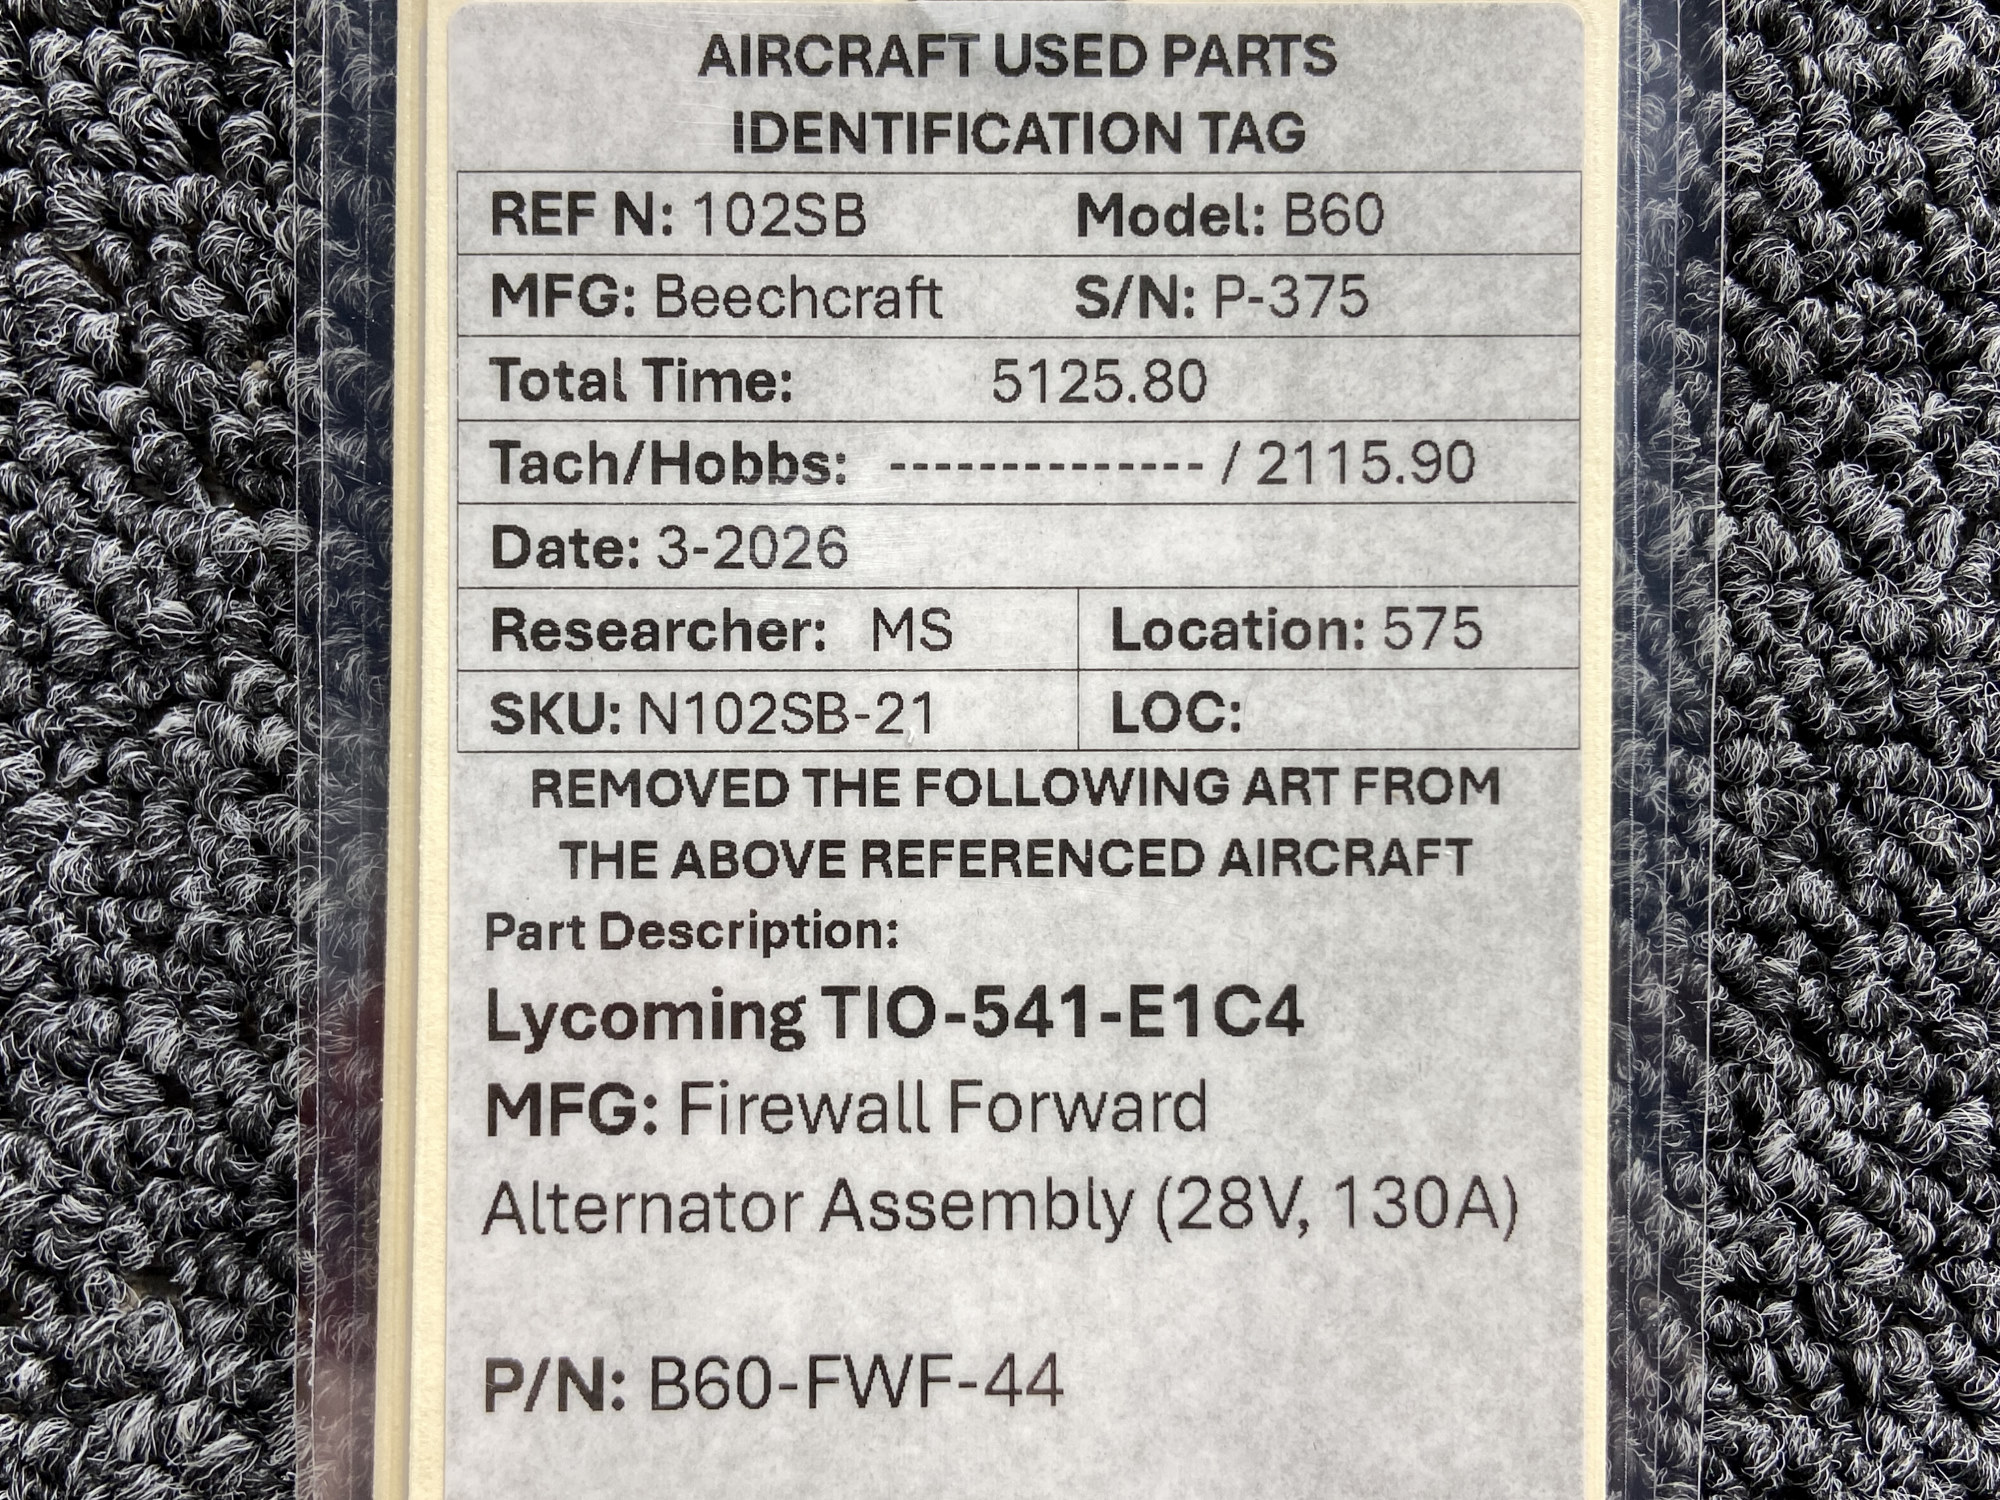 AIRCRAFT USED PARTS
IDENTIFICATION TAG
REF N: 102SB Model: B60
MFG: Beechcraft S/N: P-375
Total Time: 5125.80
Tach/Hobbs: -------------- / 2115.90
Date: 3-2026
Researcher: MS Location: 575
SKU: N102SB-21 LOC:
REMOVED THE FOLLOWING ART FROM
THE ABOVE REFERENCED AIRCRAFT
Part Description:
Lycoming TIO-541-E1C4
MFG: Firewall Forward
Alternator Assembly (28V, 130A)
P/N: B60-FWF-44